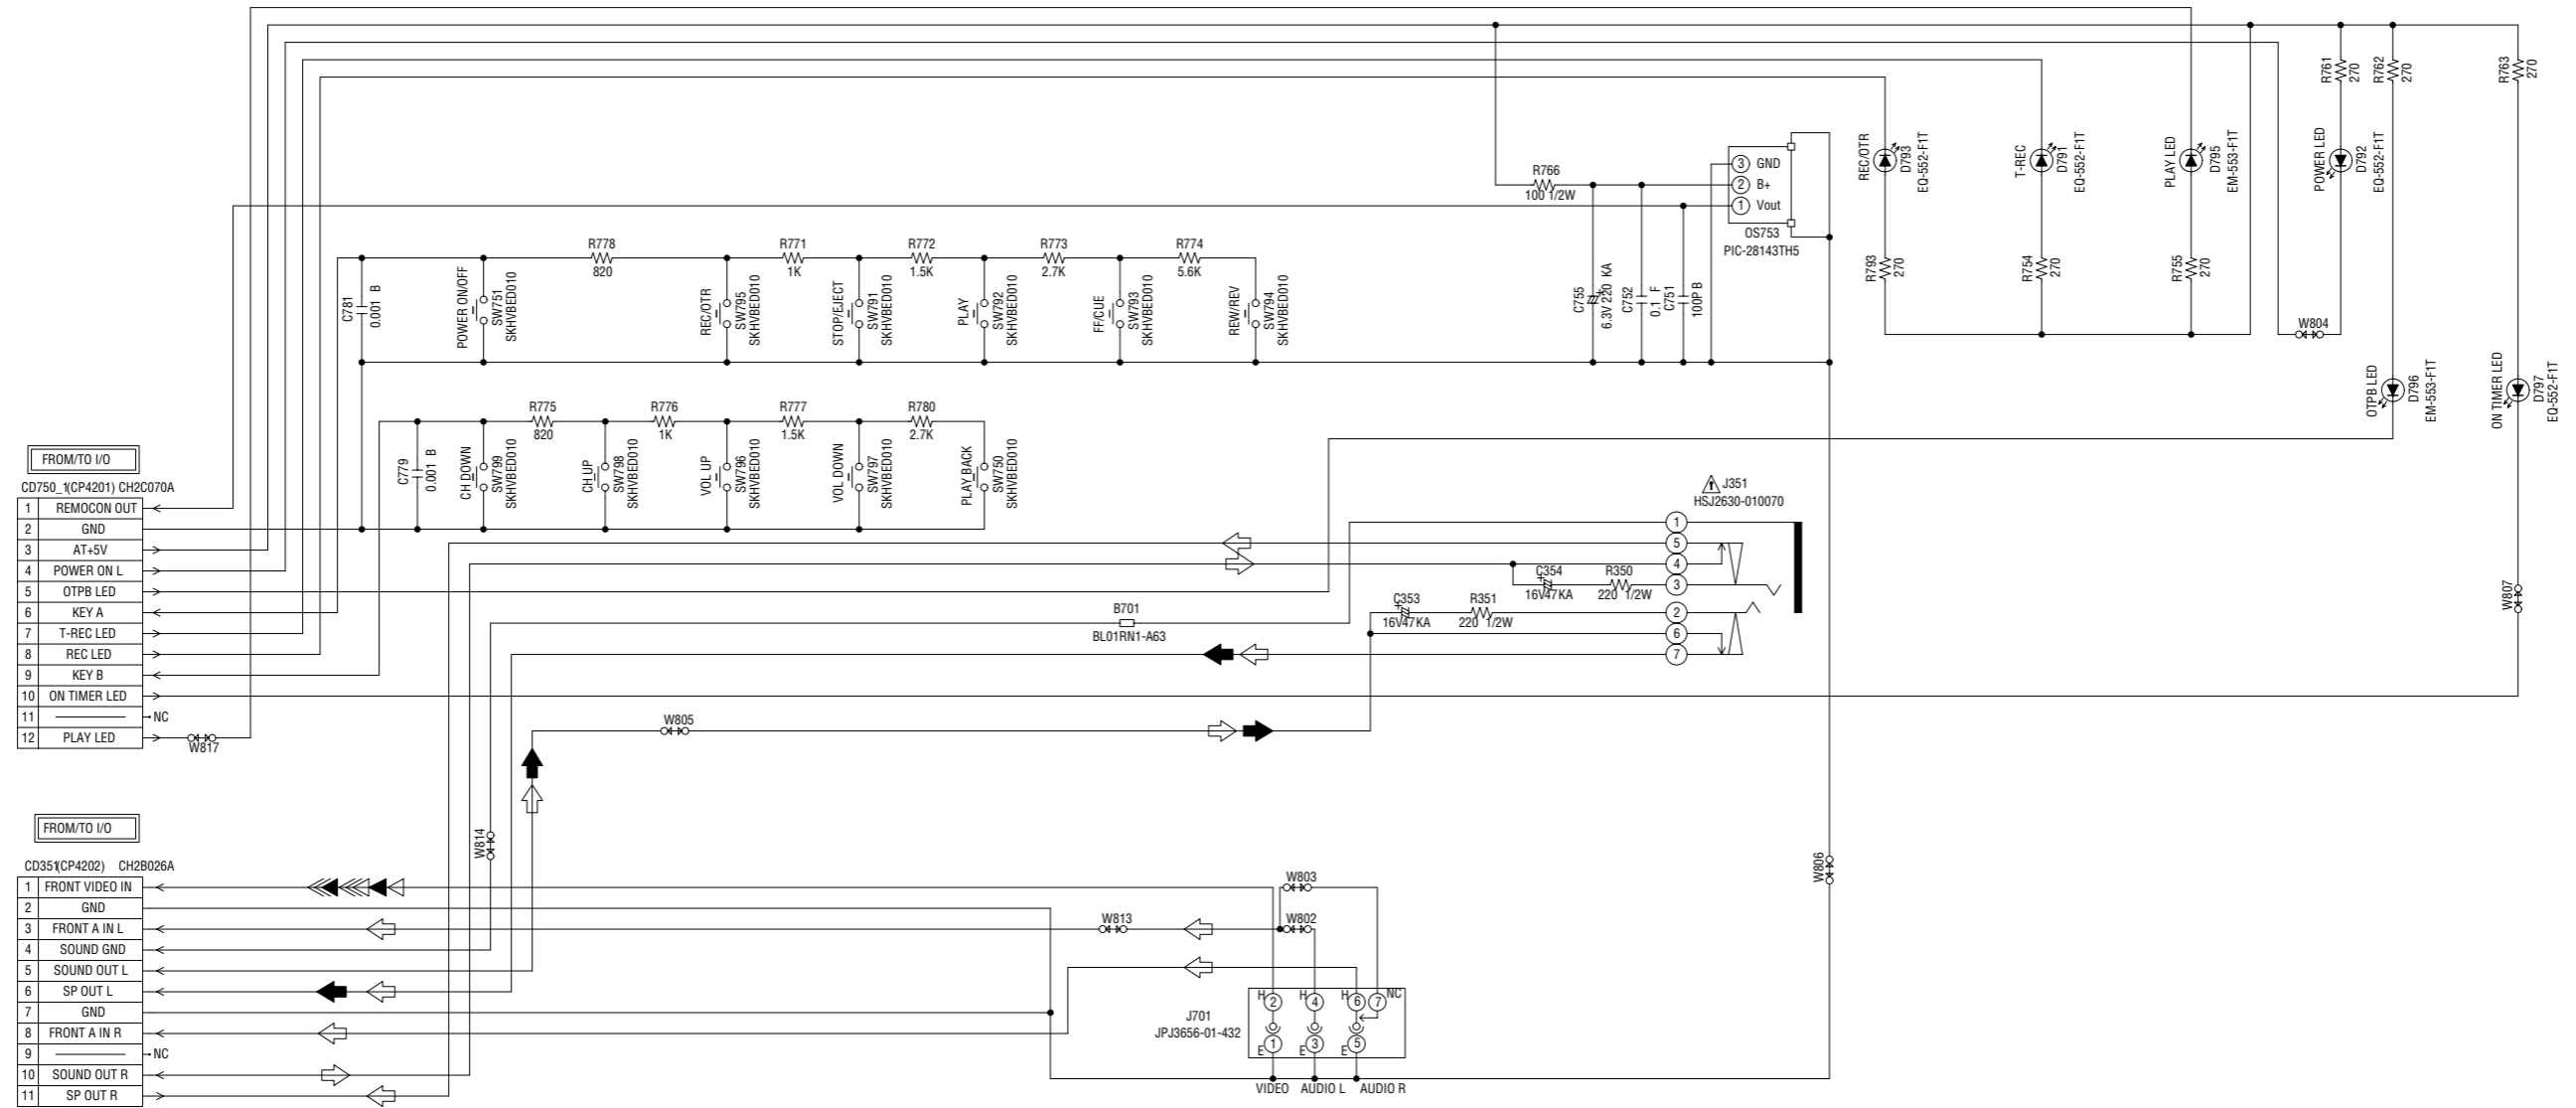 R761
270
R762
270
R763
270
REC/OTR
D793
EQ-552-F1T
T-REC
D791
EQ-552-F1T
PLAY LED
D795
EM-553-F1T
POWER LED
D792
EQ-552-F1T
3 GND
2 B+
1 Vout
OS753
PIC-28143TH5
R766
100 1/2W
R793
270
R754
270
R755
270
W804
R778
820
R771
1K
R772
1.5K
R773
2.7K
R774
5.6K
C781
0.001 B
POWER ON/OFF
SW751
SKHVBED010
REC/OTR
SW795
SKHVBED010
STOP/EJECT
SW791
SKHVBED010
PLAY
SW792
SKHVBED010
FF/CUE
SW793
SKHVBED010
REW/REV
SW794
SKHVBED010
C755
6.3V 220 KA
C752
0.1 F
C751
100P B
OTPB LED
D796
EM-553-F1T
ON TIMER LED
D797
EQ-552-F1T
R775
820
R776
1K
R777
1.5K
R780
2.7K
C779
0.001 B
CH DOWN
SW799
SKHVBED010
CH UP
SW798
SKHVBED010
VOL UP
SW796
SKHVBED010
VOL DOWN
SW797
SKHVBED010
PLAY BACK
SW750
SKHVBED010
FROM/TO I/O
CD750_1(CP4201) CH2C070A
1 REMOCON OUT
2 GND
3 AT+5V
4 POWER ON L
5 OTPB LED
6 KEY A
7 T-REC LED
8 REC LED
9 KEY B
10 ON TIMER LED
11 NC
12 PLAY LED
W817
J351
HSJ2630-010070
1
5
4
3
2
6
7
C354
+
16V47KA
R350
220 1/2W
C353
+
16V47KA
R351
220 1/2W
B701
BL01RN1-A63
W807
W805
W814
W806
FROM/TO I/O
CD351(CP4202) CH2B026A
1 FRONT VIDEO IN
2 GND
3 FRONT A IN L
4 SOUND GND
5 SOUND OUT L
6 SP OUT L
7 GND
8 FRONT A IN R
9 NC
10 SOUND OUT R
11 SP OUT R
W803
W813
W802
J701
JPJ3656-01-432
H 2
H 4
H 6
7 NC
E 1
E 3
E 5
VIDEO AUDIO L AUDIO R